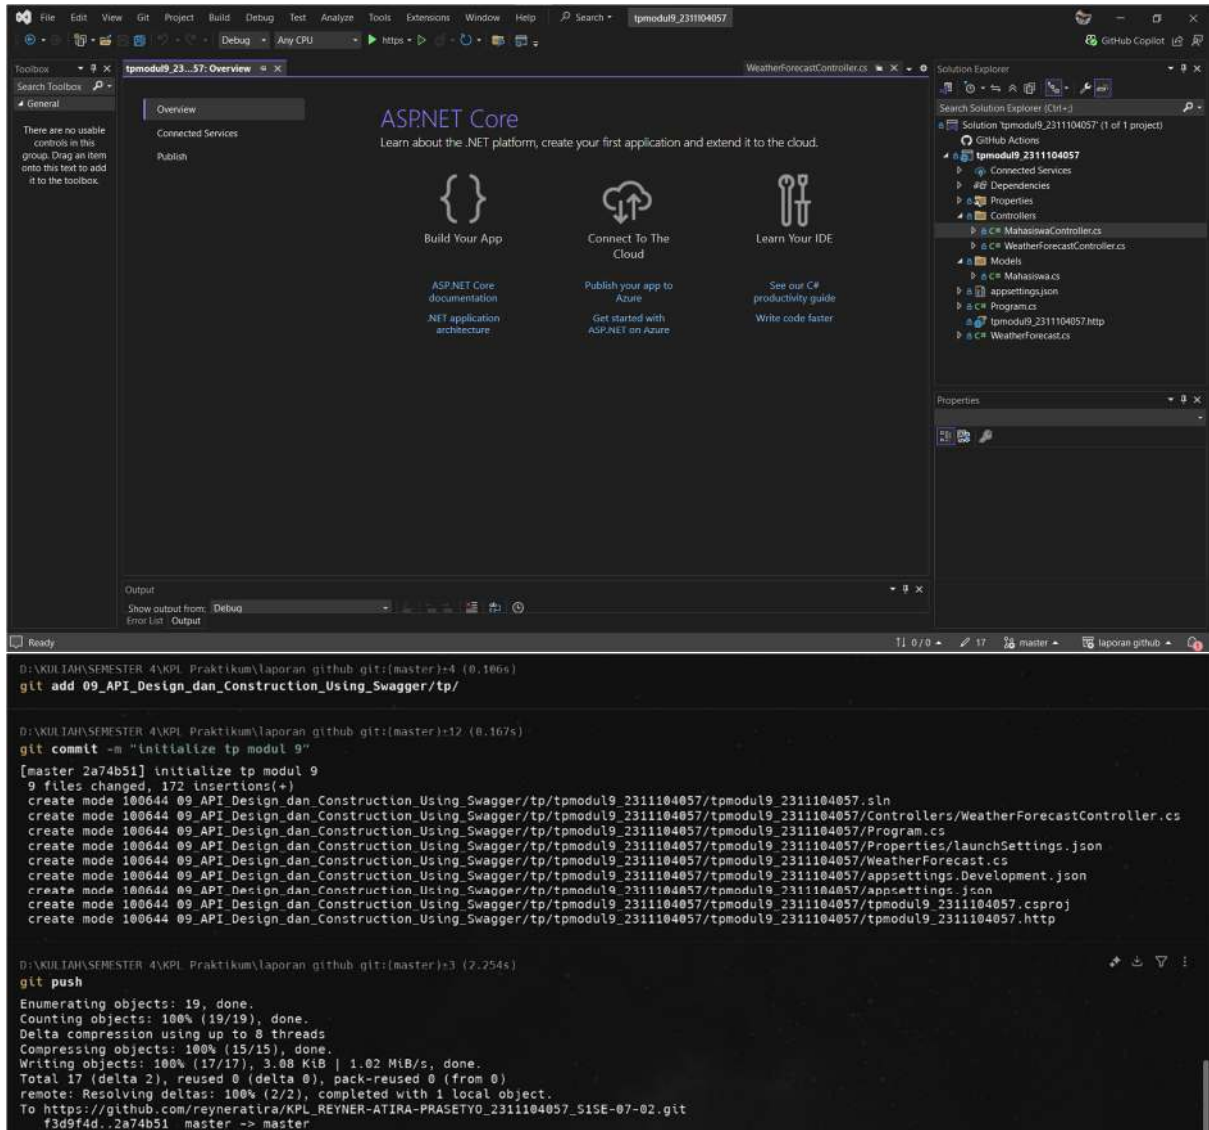 File Edit View Git Project Build Debug Test Analyze Tools Extensions Window Help Search tpmodul9_2311104057
Debug Any CPU https GitHub Copilot
Toolbox
Search Toolbox
General
There are no usable
controls in this
group. Drag an item
onto this text to add
it to the toolbox.
tpmodul9_23...57: Overview WeatherForecastController.cs
Overview
Connected Services
Publish
ASP.NET Core
Learn about the .NET platform, create your first application and extend it to the cloud.
Build Your App
ASP.NET Core
documentation
.NET application
architecture
Connect To The
Cloud
Publish your app to
Azure
Get started with
ASP.NET on Azure
Learn Your IDE
See our C#
productivity guide
Write code faster
Solution Explorer
Search Solution Explorer (Ctrl+;)
Solution 'tpmodul9_2311104057' (1 of 1 project)
GitHub Actions
tpmodul9_2311104057
Connected Services
Dependencies
Properties
Controllers
C# MahasiswaController.cs
C# WeatherForecastController.cs
Models
C# Mahasiswa.cs
appsettings.json
C# Program.cs
tpmodul9_2311104057.http
C# WeatherForecast.cs
Properties
Output
Show output from: Debug
Error List Output
Ready 0 / 0 17 master laporan github
D:\KULIAH\SEMESTER 4\KPL Praktikum\laporan github git:(master)±4 (0.106s)
git add 09_API_Design_dan_Construction_Using_Swagger/tp/
D:\KULIAH\SEMESTER 4\KPL Praktikum\laporan github git:(master)±12 (0.167s)
git commit -m "initialize tp modul 9"
[master 2a74b51] initialize tp modul 9
9 files changed, 172 insertions(+)
create mode 100644 09_API_Design_dan_Construction_Using_Swagger/tp/tpmodul9_2311104057/tpmodul9_2311104057.sln
create mode 100644 09_API_Design_dan_Construction_Using_Swagger/tp/tpmodul9_2311104057/tpmodul9_2311104057/Controllers/WeatherForecastController.cs
create mode 100644 09_API_Design_dan_Construction_Using_Swagger/tp/tpmodul9_2311104057/tpmodul9_2311104057/Program.cs
create mode 100644 09_API_Design_dan_Construction_Using_Swagger/tp/tpmodul9_2311104057/tpmodul9_2311104057/Properties/launchSettings.json
create mode 100644 09_API_Design_dan_Construction_Using_Swagger/tp/tpmodul9_2311104057/tpmodul9_2311104057/WeatherForecast.cs
create mode 100644 09_API_Design_dan_Construction_Using_Swagger/tp/tpmodul9_2311104057/tpmodul9_2311104057/appsettings.Development.json
create mode 100644 09_API_Design_dan_Construction_Using_Swagger/tp/tpmodul9_2311104057/tpmodul9_2311104057/appsettings.json
create mode 100644 09_API_Design_dan_Construction_Using_Swagger/tp/tpmodul9_2311104057/tpmodul9_2311104057/tpmodul9_2311104057.csproj
create mode 100644 09_API_Design_dan_Construction_Using_Swagger/tp/tpmodul9_2311104057/tpmodul9_2311104057/tpmodul9_2311104057.http
D:\KULIAH\SEMESTER 4\KPL Praktikum\laporan github git:(master)±3 (2.254s)
git push
Enumerating objects: 19, done.
Counting objects: 100% (19/19), done.
Delta compression using up to 8 threads
Compressing objects: 100% (15/15), done.
Writing objects: 100% (17/17), 3.08 KiB | 1.02 MiB/s, done.
Total 17 (delta 2), reused 0 (delta 0), pack-reused 0 (from 0)
remote: Resolving deltas: 100% (2/2), completed with 1 local object.
To https://github.com/reyneratira/KPL_REYNER-ATIRA-PRASETYO_2311104057_S1SE-07-02.git
f3d9f4d..2a74b51 master -> master